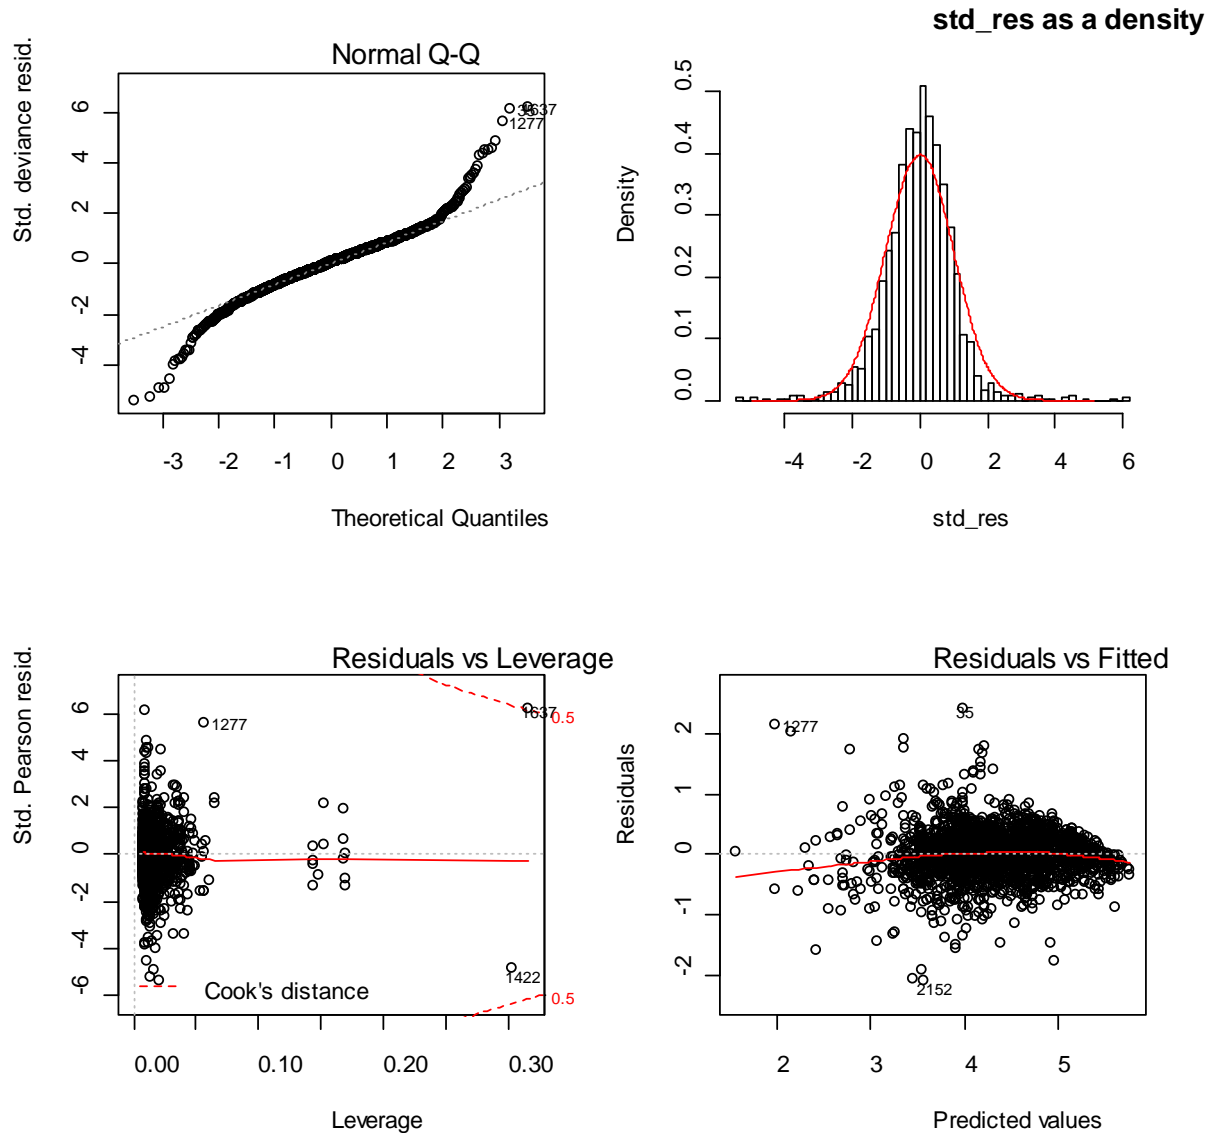 std_res as a density
Normal Q-Q
Std. deviance resid.
6
4
2
0
-2
-4
1637
35
1277
-3 -2 -1 0 1 2 3
Theoretical Quantiles
Density
0.5
0.4
0.3
0.2
0.1
0.0
-4 -2 0 2 4 6
std_res
Residuals vs Leverage
Std. Pearson resid.
6
4
2
0
-2
-4
-6
1277
1637
0.5
1422
0.5
Cook's distance
0.00 0.10 0.20 0.30
Leverage
Residuals vs Fitted
Residuals
2
1
0
-1
-2
1277
35
2152
2 3 4 5
Predicted values